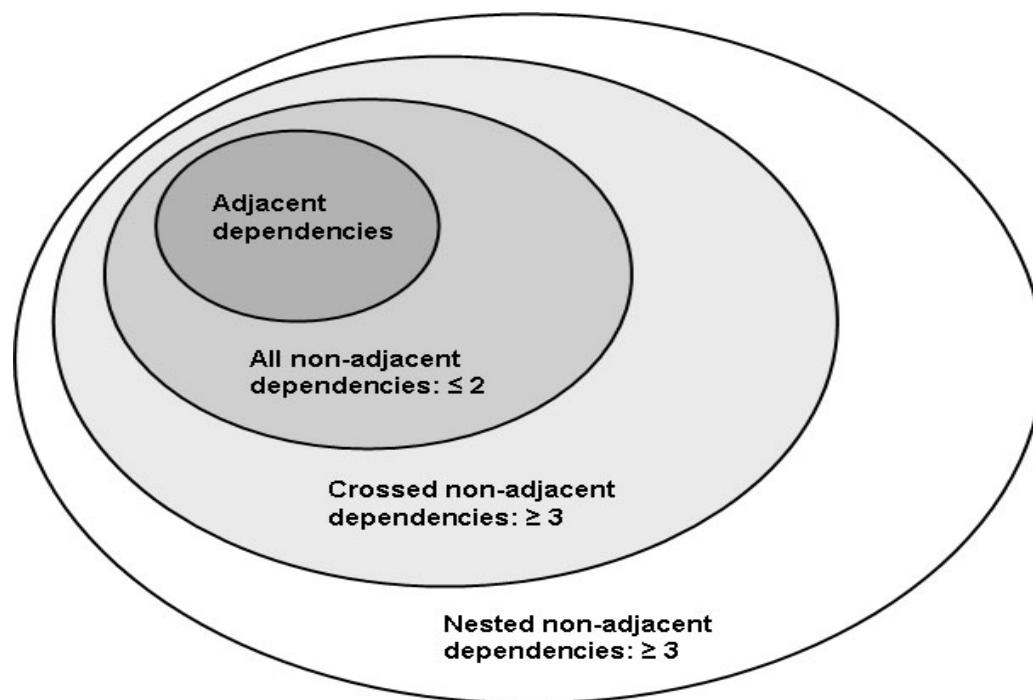 Adjacent
dependencies
All non-adjacent
dependencies: ≤ 2
Crossed non-adjacent
dependencies: ≥ 3
Nested non-adjacent
dependencies: ≥ 3